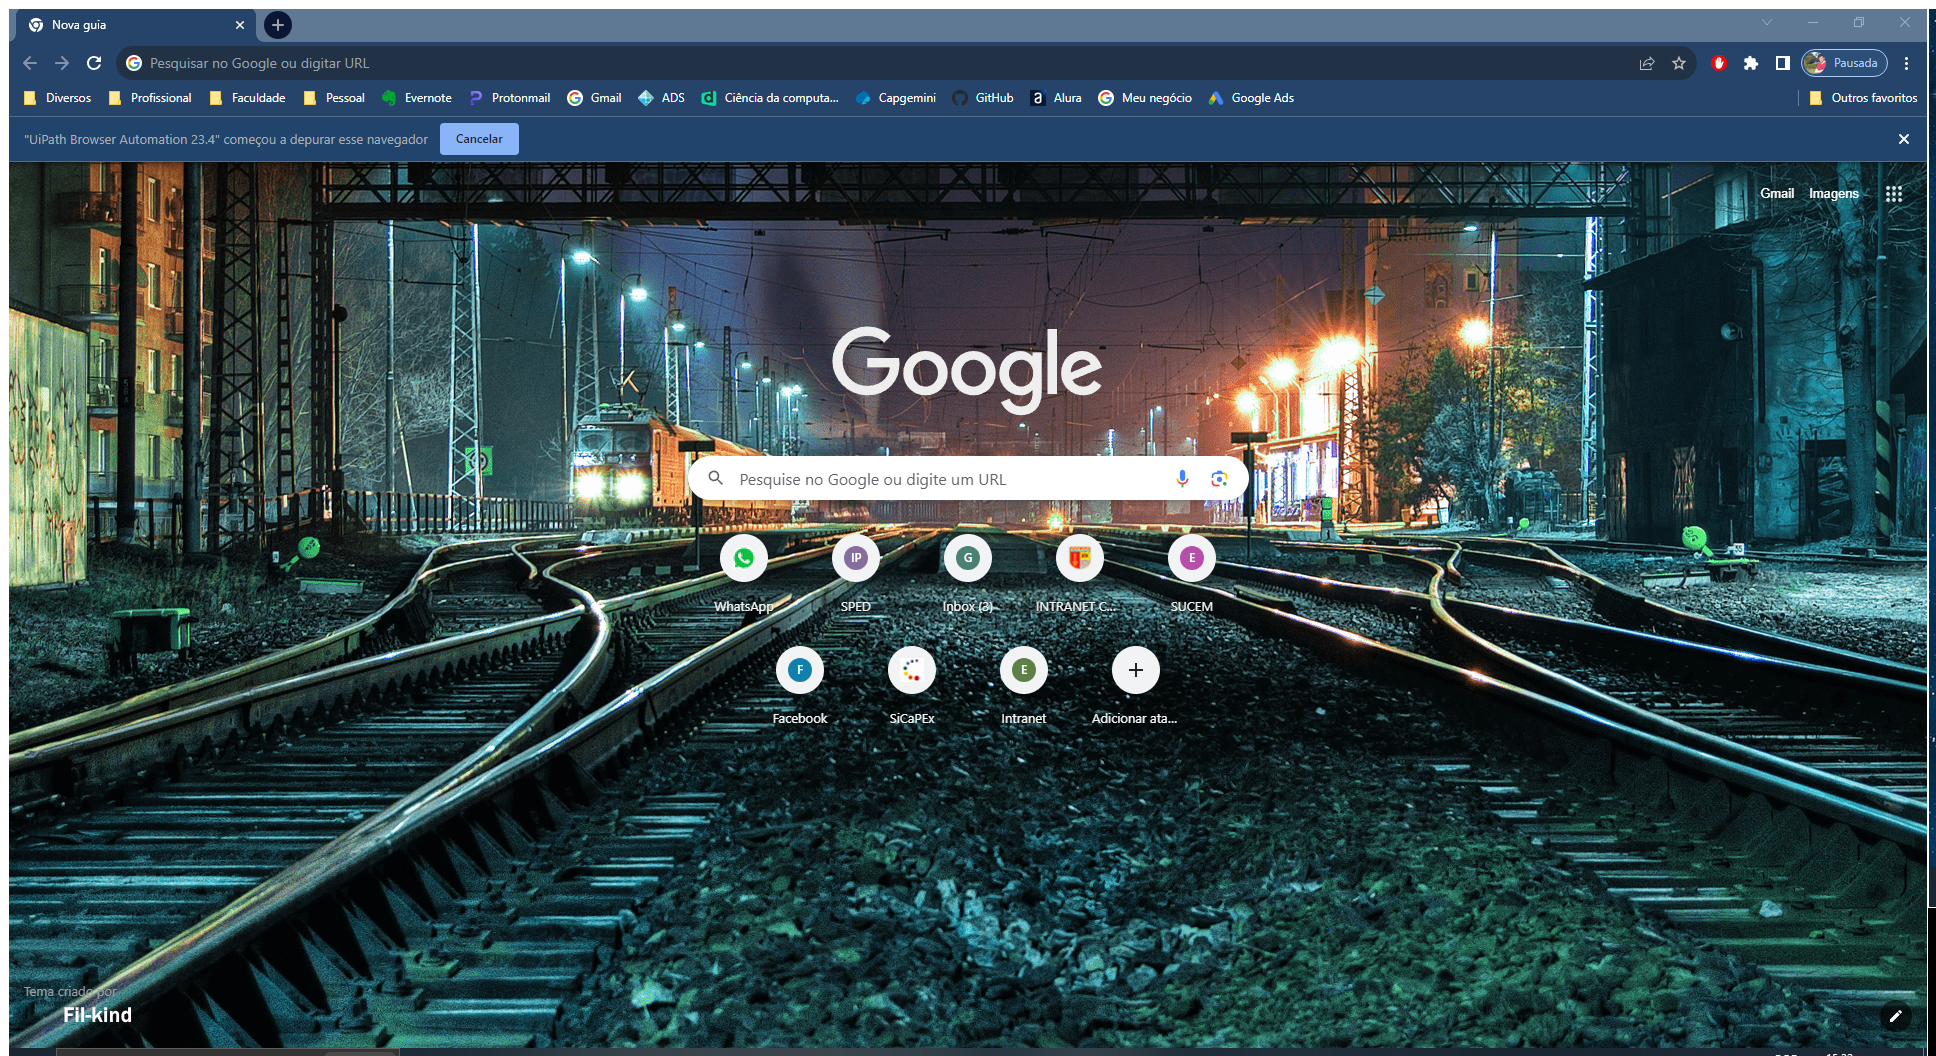 Nova guia
Pesquisar no Google ou digitar URL
Pausada
Diversos Profissional Faculdade Pessoal Evernote Protonmail Gmail ADS Ciência da computa... Capgemini GitHub Alura Meu negócio Google Ads Outros favoritos
"UiPath Browser Automation 23.4" começou a depurar esse navegador Cancelar
Gmail Imagens
Google
Pesquise no Google ou digite um URL
IP G E
WhatsApp SPED Inbox (3) INTRANET C... SUCEM
F E
Facebook SiCaPEx Intranet Adicionar ata...
Tema criado por
Fil-kind